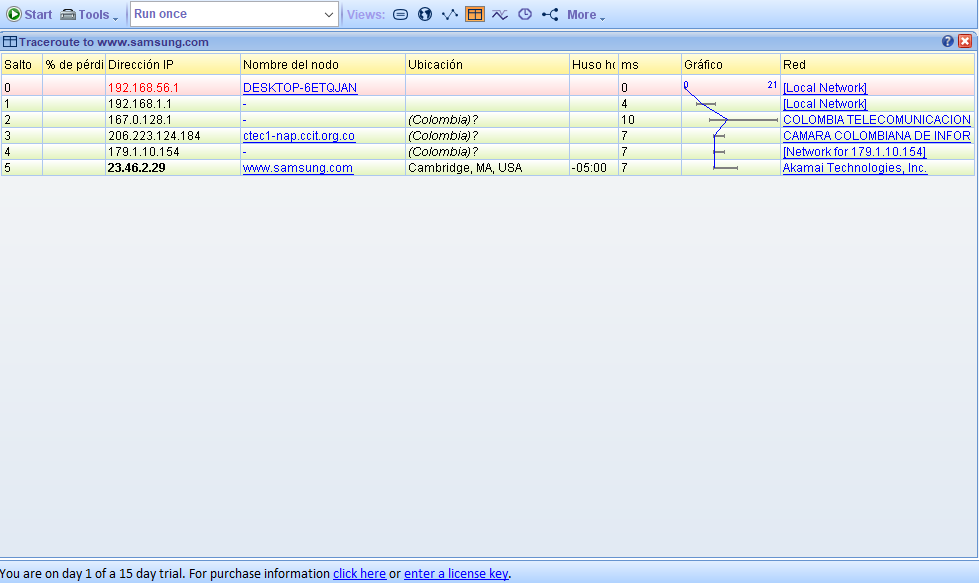 Start Tools Run once Views: More
Traceroute to www.samsung.com
Salto % de pérdi Dirección IP Nombre del nodo Ubicación Huso ho ms Gráfico Red
0 192.168.56.1 DESKTOP-6ETQJAN 0 0 21 [Local Network]
1 192.168.1.1 - 4 [Local Network]
2 167.0.128.1 - (Colombia)? 10 COLOMBIA TELECOMUNICACION
3 206.223.124.184 ctec1-nap.ccit.org.co (Colombia)? 7 CAMARA COLOMBIANA DE INFOR
4 179.1.10.154 - (Colombia)? 7 [Network for 179.1.10.154]
5 23.46.2.29 www.samsung.com Cambridge, MA, USA -05:00 7 Akamai Technologies, Inc.
You are on day 1 of a 15 day trial. For purchase information click here or enter a license key.